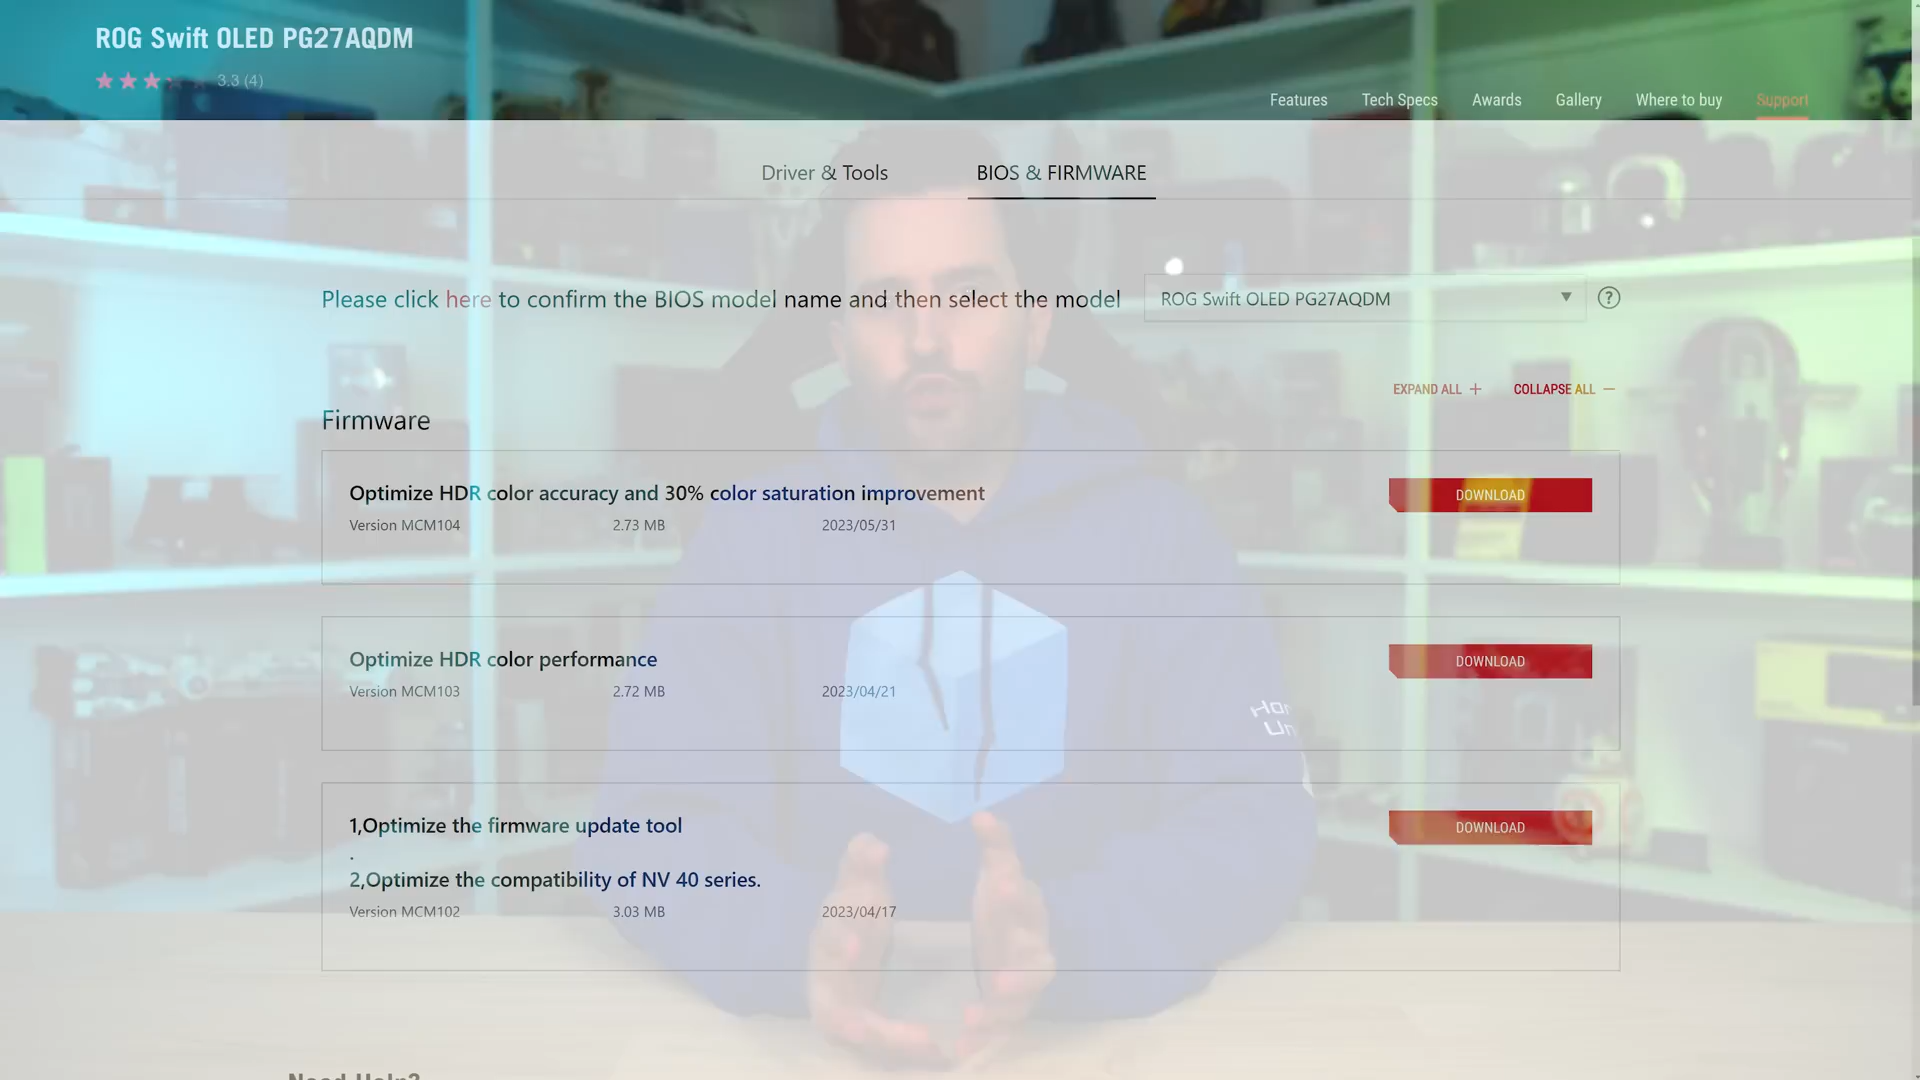 ROG Swift OLED PG27AQDM
3.3 (4)
Features Tech Specs Awards Gallery Where to buy Support
Driver & Tools BIOS & FIRMWARE
Please click here to confirm the BIOS model name and then select the model ROG Swift OLED PG27AQDM ▼ ?
EXPAND ALL + COLLAPSE ALL −
Firmware
Optimize HDR color accuracy and 30% color saturation improvement DOWNLOAD
Version MCM104 2.73 MB 2023/05/31
Optimize HDR color performance DOWNLOAD
Version MCM103 2.72 MB 2023/04/21
1,Optimize the firmware update tool DOWNLOAD
.
2,Optimize the compatibility of NV 40 series.
Version MCM102 3.03 MB 2023/04/17
Need Help?